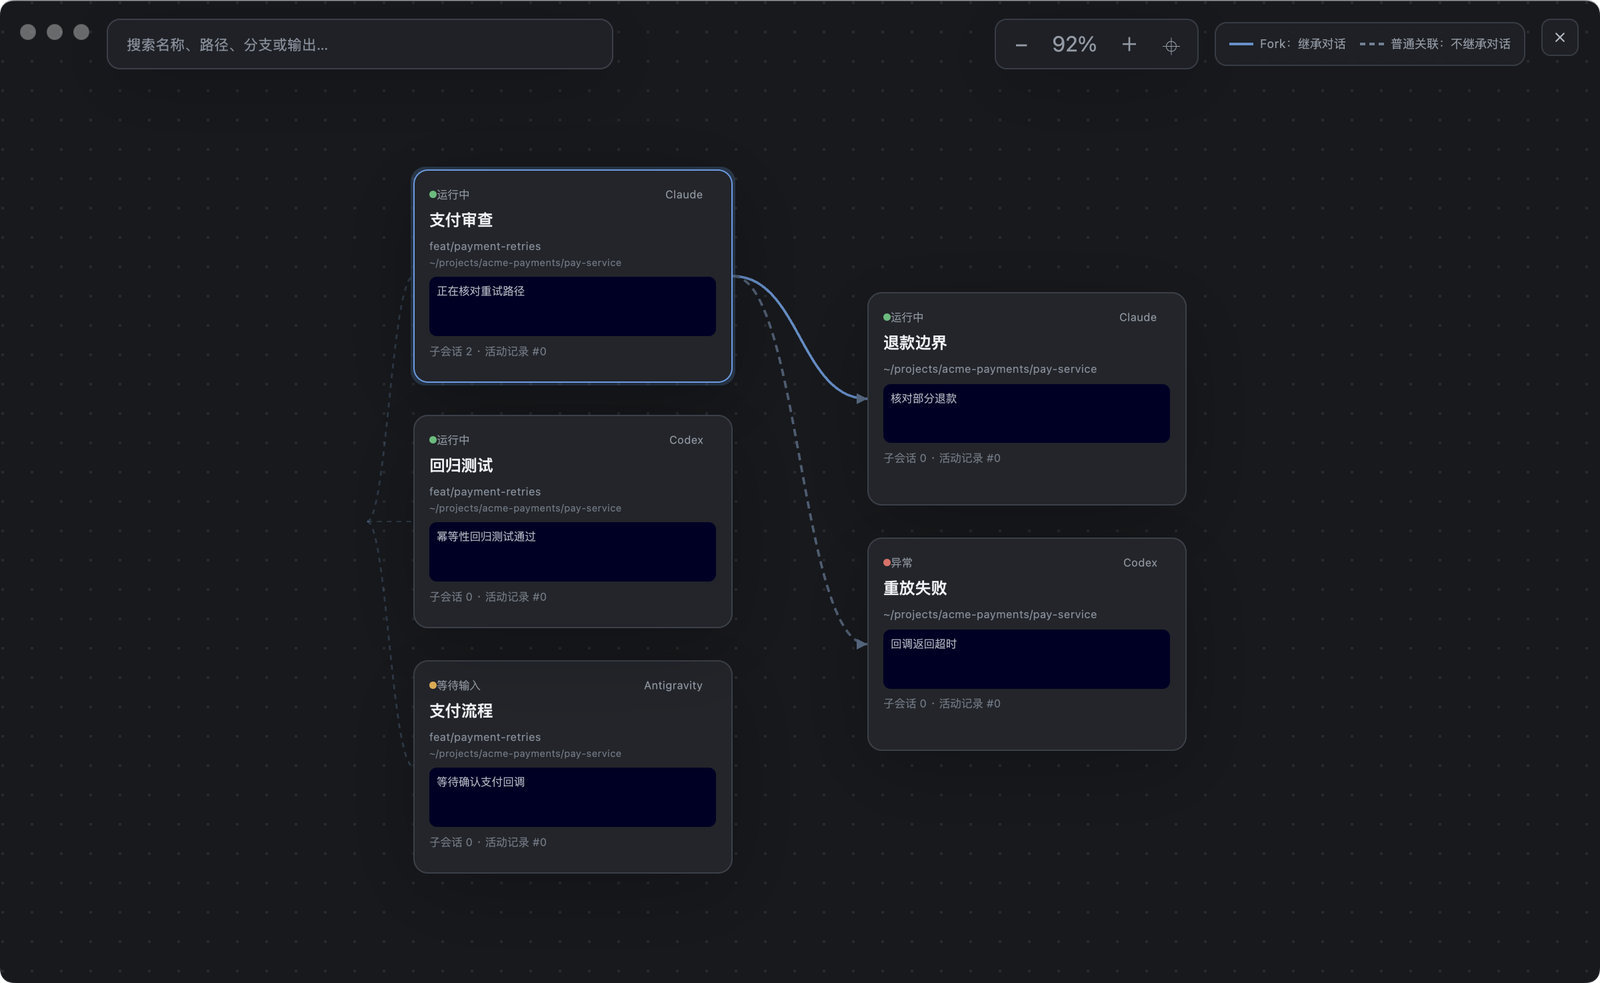 搜索名称、路径、分支或输出...
− 92% +
Fork：继承对话 普通关联：不继承对话
运行中 Claude
支付审查
feat/payment-retries
~/projects/acme-payments/pay-service
正在核对重试路径
子会话 2 · 活动记录 #0
运行中 Codex
回归测试
feat/payment-retries
~/projects/acme-payments/pay-service
幂等性回归测试通过
子会话 0 · 活动记录 #0
等待输入 Antigravity
支付流程
feat/payment-retries
~/projects/acme-payments/pay-service
等待确认支付回调
子会话 0 · 活动记录 #0
运行中 Claude
退款边界
~/projects/acme-payments/pay-service
核对部分退款
子会话 0 · 活动记录 #0
异常 Codex
重放失败
~/projects/acme-payments/pay-service
回调返回超时
子会话 0 · 活动记录 #0